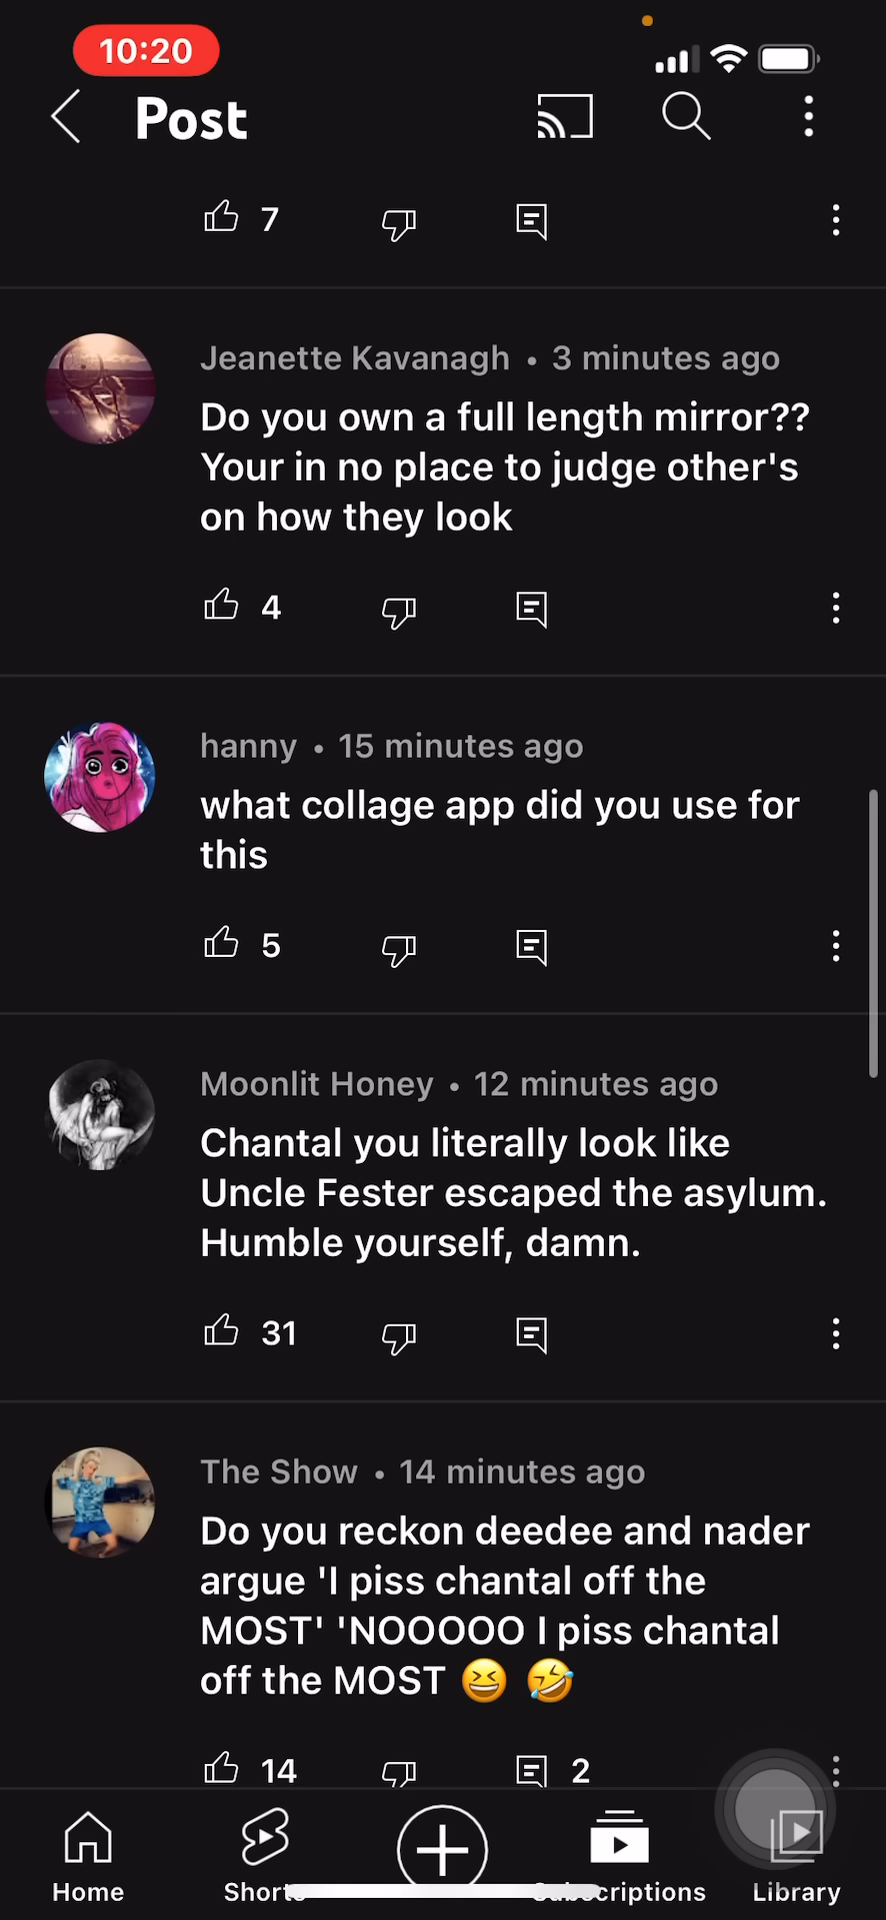 10:20
Post
7
Jeanette Kavanagh • 3 minutes ago
Do you own a full length mirror??
Your in no place to judge other's
on how they look
4
hanny • 15 minutes ago
what collage app did you use for
this
5
Moonlit Honey • 12 minutes ago
Chantal you literally look like
Uncle Fester escaped the asylum.
Humble yourself, damn.
31
The Show • 14 minutes ago
Do you reckon deedee and nader
argue 'I piss chantal off the
MOST' 'NOOOOO I piss chantal
off the MOST 😆 🤣
14 2
Home Shorts Subscriptions Library